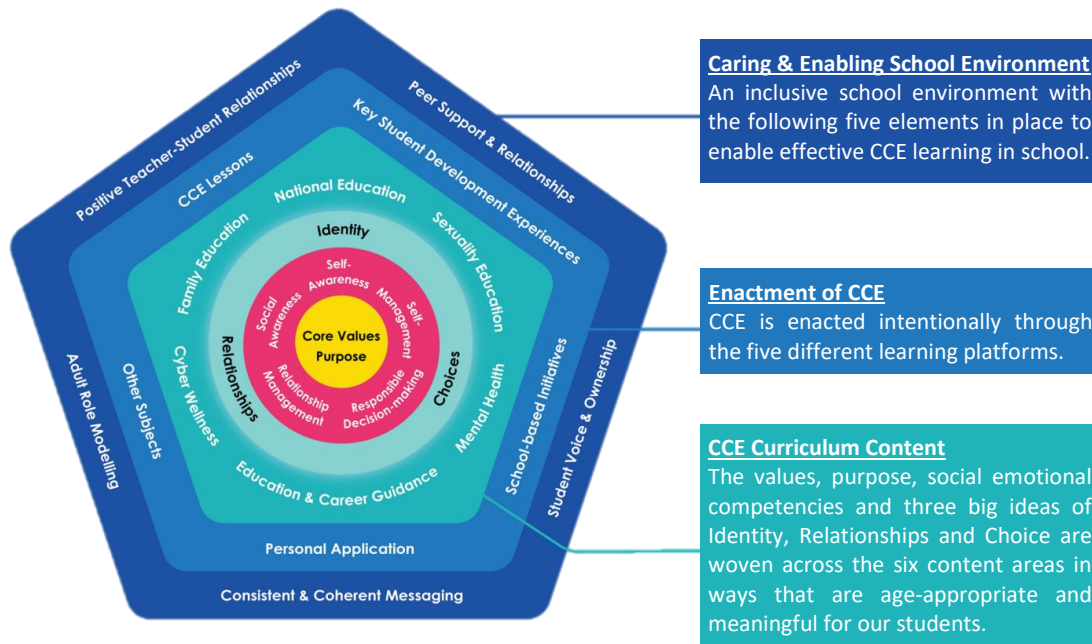 Positive Teacher-Student Relationships
Peer Support & Relationships
CCE Lessons
Key Student Development Experiences
National Education
Family Education
Sexuality Education
Identity
Self-
Awareness
Social
Awareness
Self-
Management
Core Values
Purpose
Relationships
Choices
Relationship
Management
Responsible
Decision-making
Cyber Wellness
Mental Health
Education & Career Guidance
Other Subjects
School-based Initiatives
Adult Role Modelling
Student Voice & Ownership
Personal Application
Consistent & Coherent Messaging
Caring & Enabling School Environment
An inclusive school environment with
the following five elements in place to
enable effective CCE learning in school.
Enactment of CCE
CCE is enacted intentionally through
the five different learning platforms.
CCE Curriculum Content
The values, purpose, social emotional
competencies and three big ideas of
Identity, Relationships and Choice are
woven across the six content areas in
ways that are age-appropriate and
meaningful for our students.